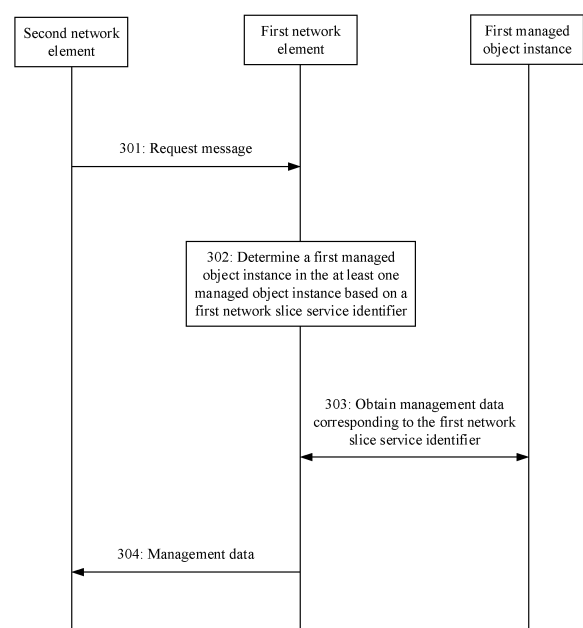 Second network
element
First network
element
First managed
object instance
301: Request message
302: Determine a first managed
object instance in the at least one
managed object instance based on a
first network slice service identifier
303: Obtain management data
corresponding to the first network
slice service identifier
304: Management data